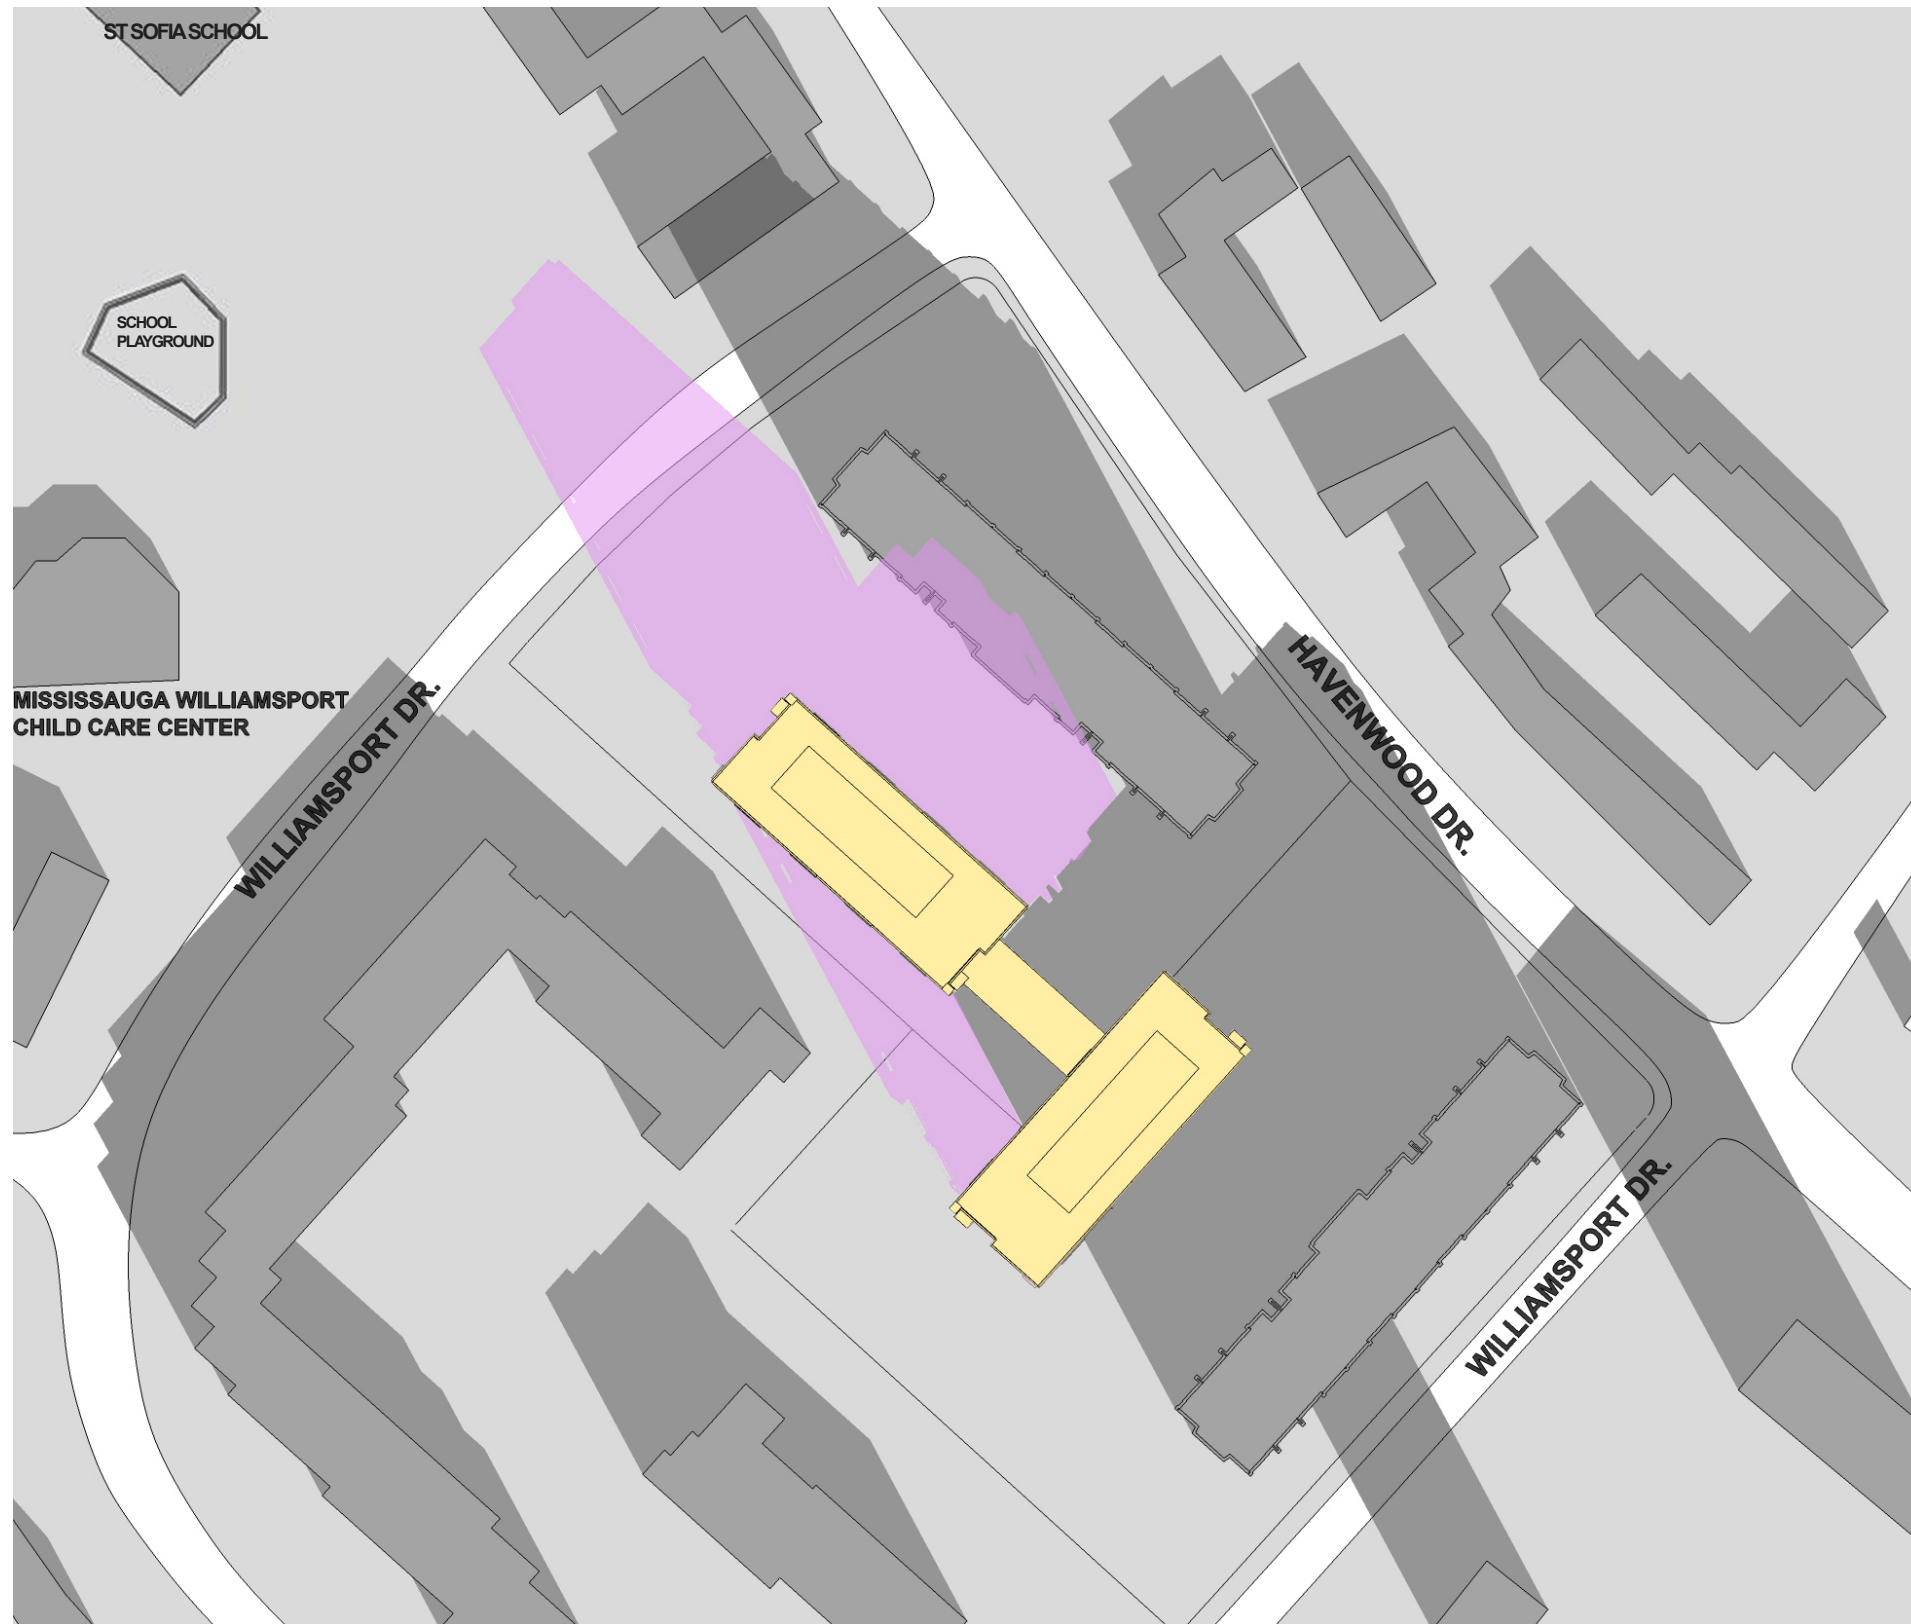 ST SOFIA SCHOOL
SCHOOL
PLAYGROUND
MISSISSAUGA WILLIAMSPORT
CHILD CARE CENTER
WILLIAMSPORT DR.
HAVENWOOD DR.
WILLIAMSPORT DR.